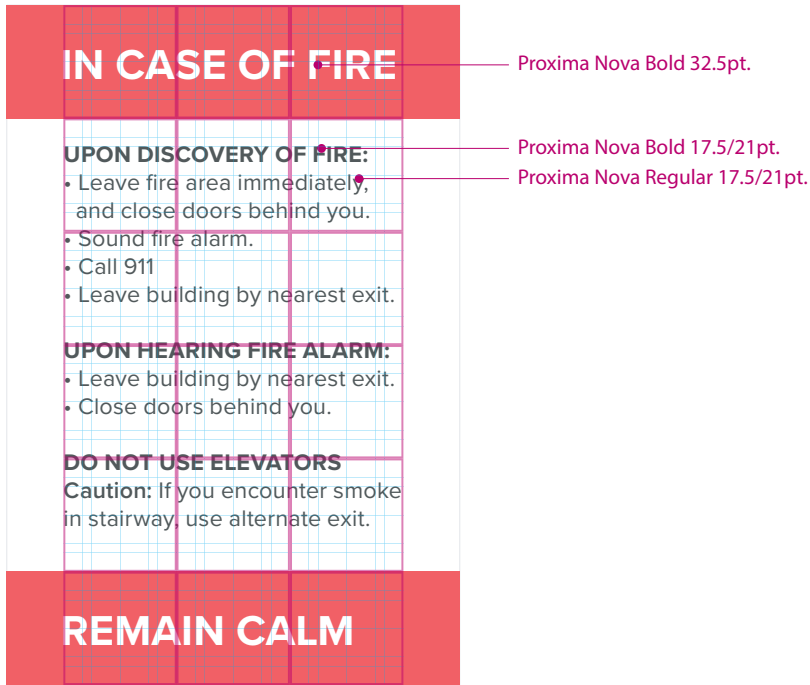 IN CASE OF FIRE
Proxima Nova Bold 32.5pt.
UPON DISCOVERY OF FIRE:
Proxima Nova Bold 17.5/21pt.
• Leave fire area immediately,
Proxima Nova Regular 17.5/21pt.
and close doors behind you.
• Sound fire alarm.
• Call 911
• Leave building by nearest exit.
UPON HEARING FIRE ALARM:
• Leave building by nearest exit.
• Close doors behind you.
DO NOT USE ELEVATORS
Caution: If you encounter smoke
in stairway, use alternate exit.
REMAIN CALM